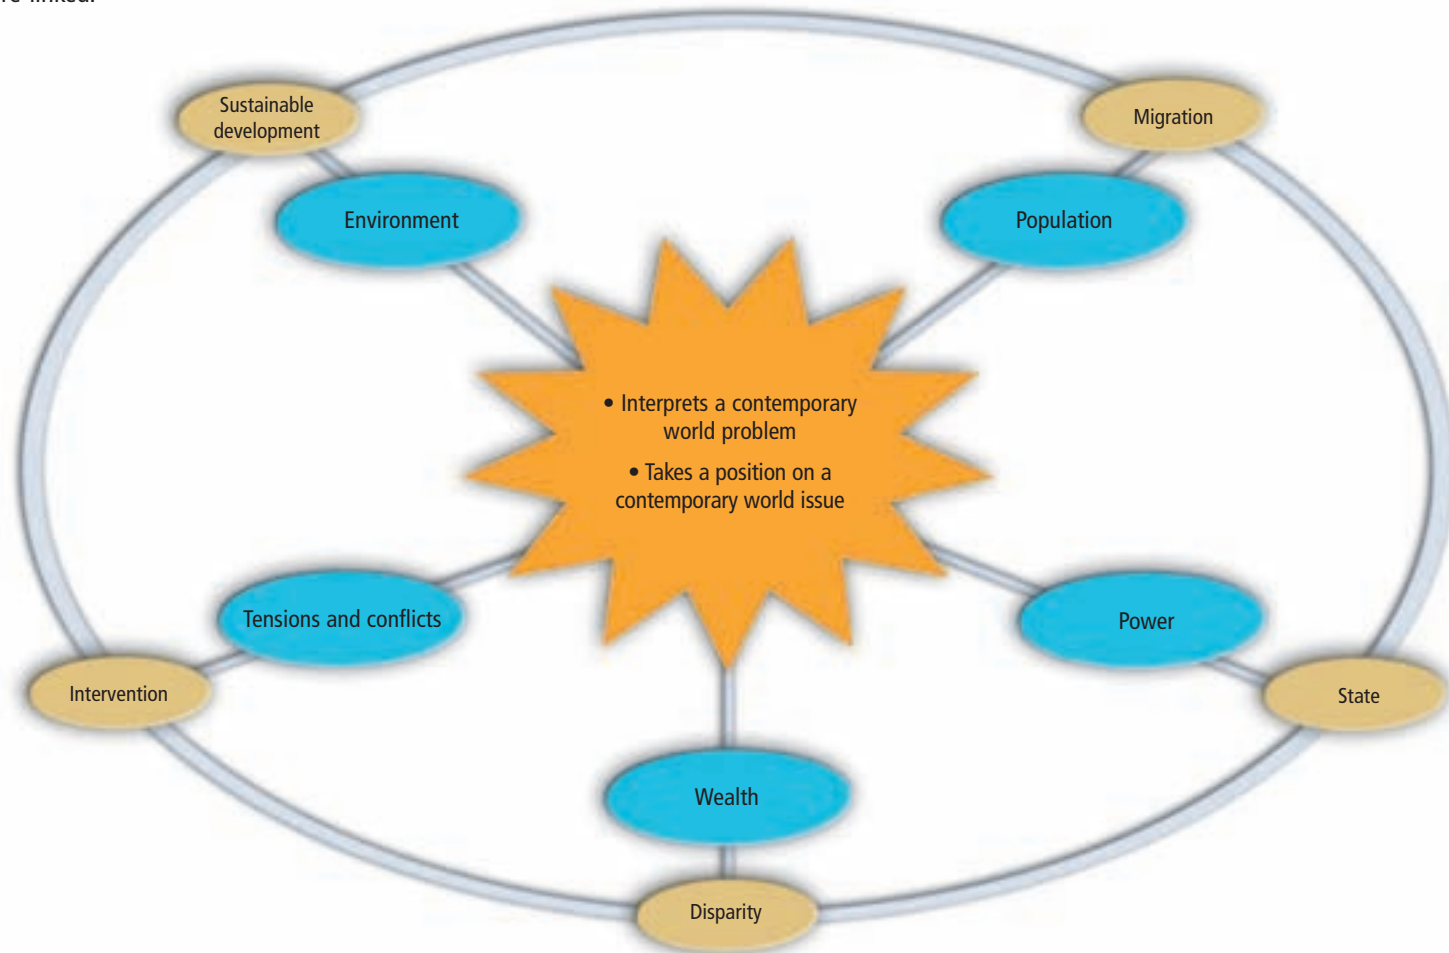 linked.
Sustainable
development
Migration
Environment
Population
• Interprets a contemporary
world problem
• Takes a position on a
contemporary world issue
Tensions and conflicts
Power
Intervention
State
Wealth
Disparity